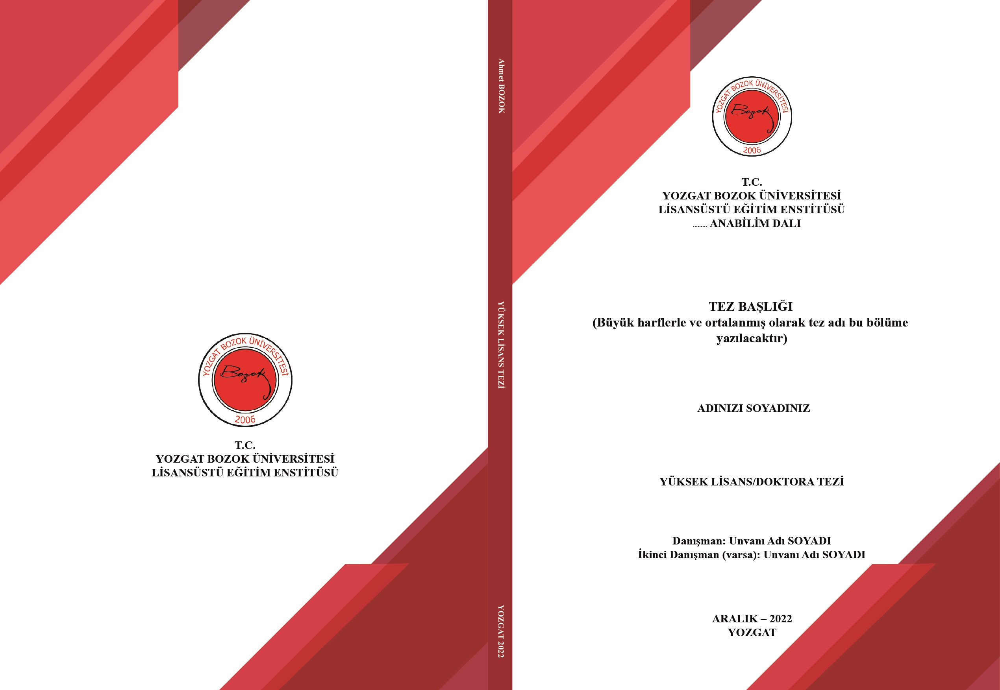 YOZGAT BOZOK ÜNİVERSİTESİ
Bozok
2006
T.C.
YOZGAT BOZOK ÜNİVERSİTESİ
LİSANSÜSTÜ EĞİTİM ENSTİTÜSÜ
Ahmet BOZOK
YÜKSEK LİSANS TEZİ
YOZGAT 2022
YOZGAT BOZOK ÜNİVERSİTESİ
Bozok
2006
T.C.
YOZGAT BOZOK ÜNİVERSİTESİ
LİSANSÜSTÜ EĞİTİM ENSTİTÜSÜ
......... ANABİLİM DALI
TEZ BAŞLIĞI
(Büyük harflerle ve ortalanmış olarak tez adı bu bölüme
yazılacaktır)
ADINIZI SOYADINIZ
YÜKSEK LİSANS/DOKTORA TEZİ
Danışman: Unvanı Adı SOYADI
İkinci Danışman (varsa): Unvanı Adı SOYADI
ARALIK – 2022
YOZGAT